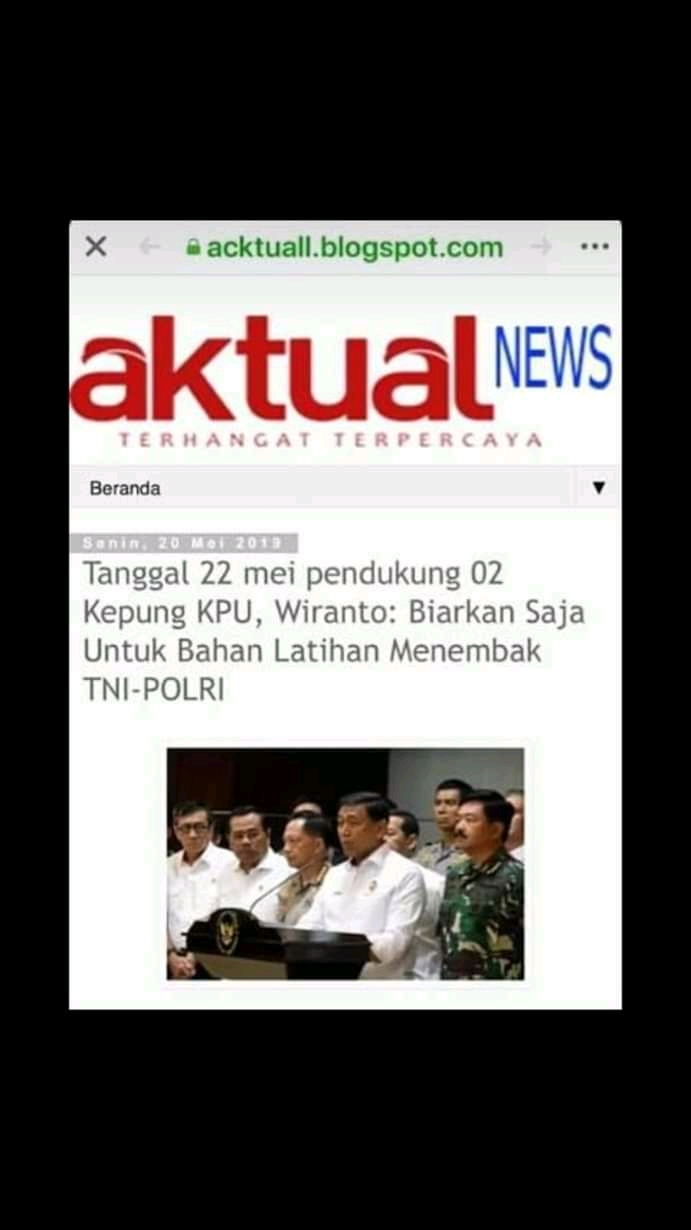 acktuall.blogspot.com
aktual NEWS
TERHANGAT TERPERCAYA
Beranda
Senin, 20 Mei 2019
Tanggal 22 mei pendukung 02
Kepung KPU, Wiranto: Biarkan Saja
Untuk Bahan Latihan Menembak
TNI-POLRI